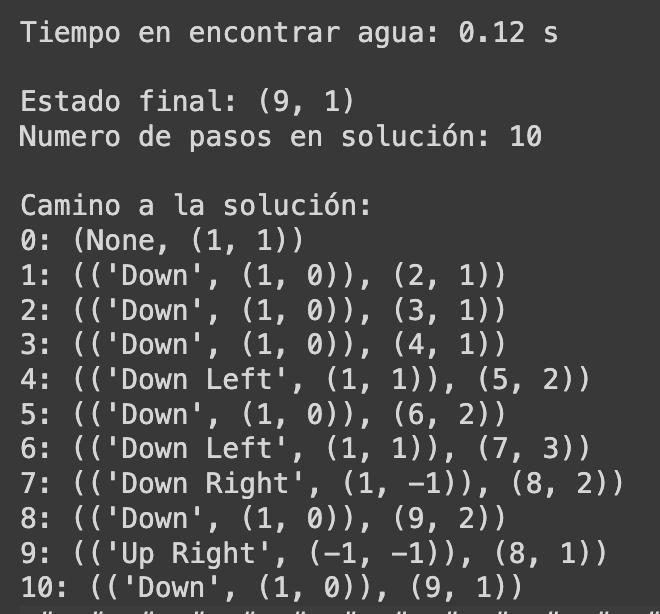 Tiempo en encontrar agua: 0.12 s
Estado final: (9, 1)
Numero de pasos en solución: 10
Camino a la solución:
0: (None, (1, 1))
1: (('Down', (1, 0)), (2, 1))
2: (('Down', (1, 0)), (3, 1))
3: (('Down', (1, 0)), (4, 1))
4: (('Down Left', (1, 1)), (5, 2))
5: (('Down', (1, 0)), (6, 2))
6: (('Down Left', (1, 1)), (7, 3))
7: (('Down Right', (1, -1)), (8, 2))
8: (('Down', (1, 0)), (9, 2))
9: (('Up Right', (-1, -1)), (8, 1))
10: (('Down', (1, 0)), (9, 1))